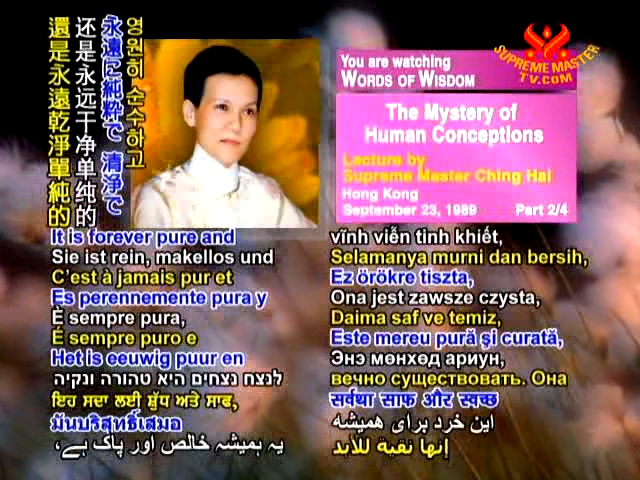 還是永遠乾淨單純的
还是永远干净单纯的
永遠に純粋で 清浄で
영원히 순수하고
You are watching
WORDS OF WISDOM
The Mystery of
Human Conceptions
Lecture by
Supreme Master Ching Hai
Hong Kong
September 23, 1989 Part 2/4
SUPREME MASTER
TV.COM
It is forever pure and
Sie ist rein, makellos und
C'est à jamais pur et
Es perennemente pura y
È sempre pura,
É sempre puro e
Het is eeuwig puur en
לנצח נצחים היא טהורה ונקיה
ਇਹ ਸਦਾ ਲਈ ਸ਼ੁੱਧ ਅਤੇ ਸਾਫ,
มันบริสุทธิ์เสมอ
یہ ہمیشہ خالص اور پاک ہے،
vĩnh viễn tinh khiết,
Selamanya murni dan bersih,
Ez örökre tiszta,
Ona jest zawsze czysta,
Daima saf ve temiz,
Este mereu pură şi curată,
Энэ мөнхөд ариун,
вечно существовать. Она
सर्वथा साफ़ और स्वच्छ
این خرد برای همیشه
إنها نقية للأبد